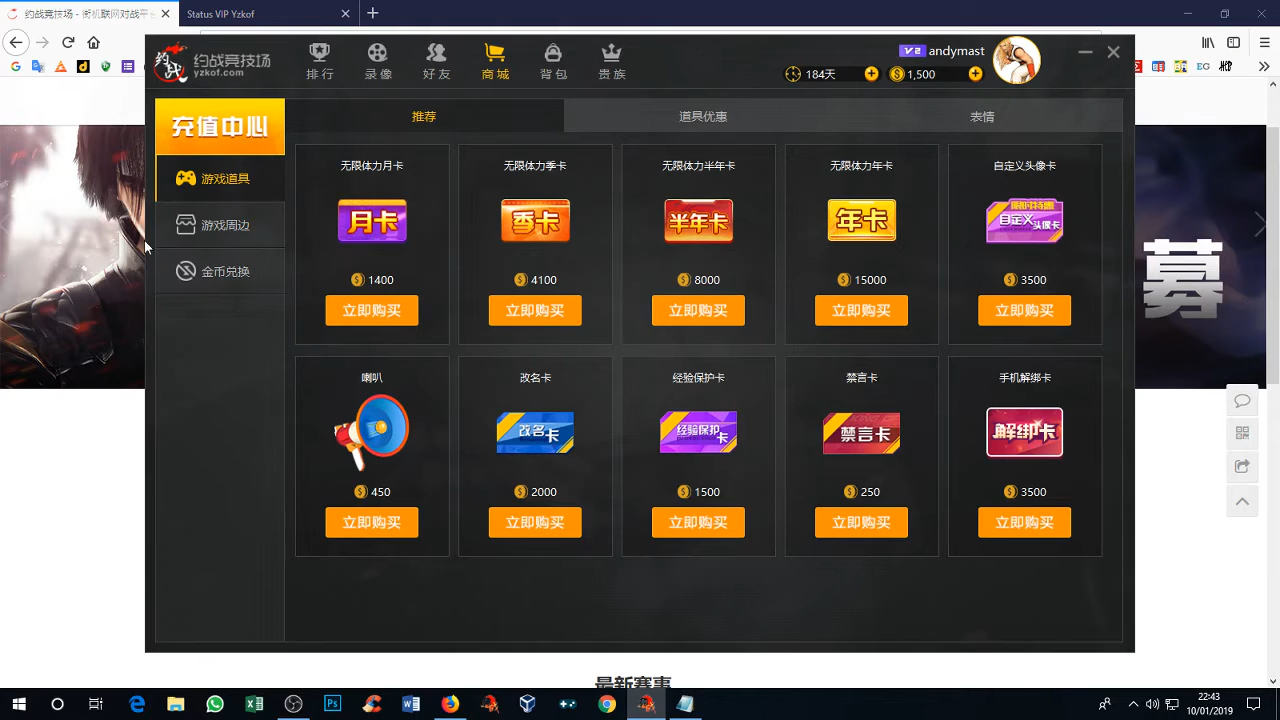 约战竞技场 - 街机联网对战平
Status VIP Yzkof
约战
约战竞技场
yzkof.com
排行
录像
好友
商城
背包
贵族
V2 andymast
184天
1,500
充值中心
游戏道具
游戏周边
金币兑换
推荐
道具优惠
表情
无限体力月卡
月卡
1400
立即购买
无限体力季卡
季卡
4100
立即购买
无限体力半年卡
半年卡
8000
立即购买
无限体力年卡
年卡
15000
立即购买
自定义头像卡
限时特惠
自定义
头像卡
3500
立即购买
喇叭
450
立即购买
改名卡
改名卡
2000
立即购买
经验保护卡
经验保护卡
1500
立即购买
禁言卡
禁言卡
250
立即购买
手机解绑卡
解绑卡
3500
立即购买
募
EG
最新赛事
22:43
10/01/2019